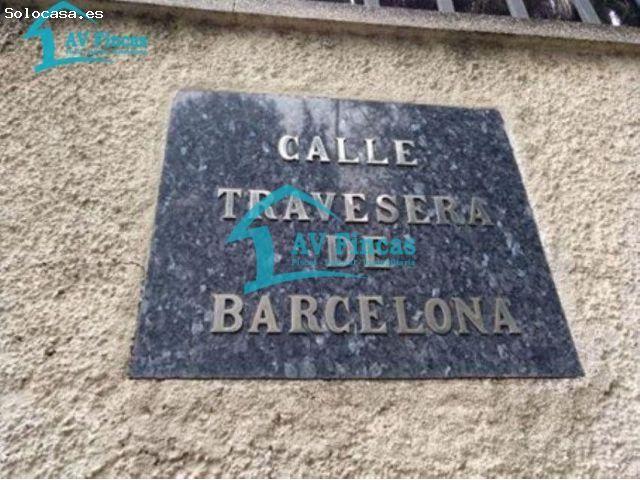 Solocasa.es
AV Fincas
CALLE
TRAVESERA
DE
BARCELONA
AV Fincas